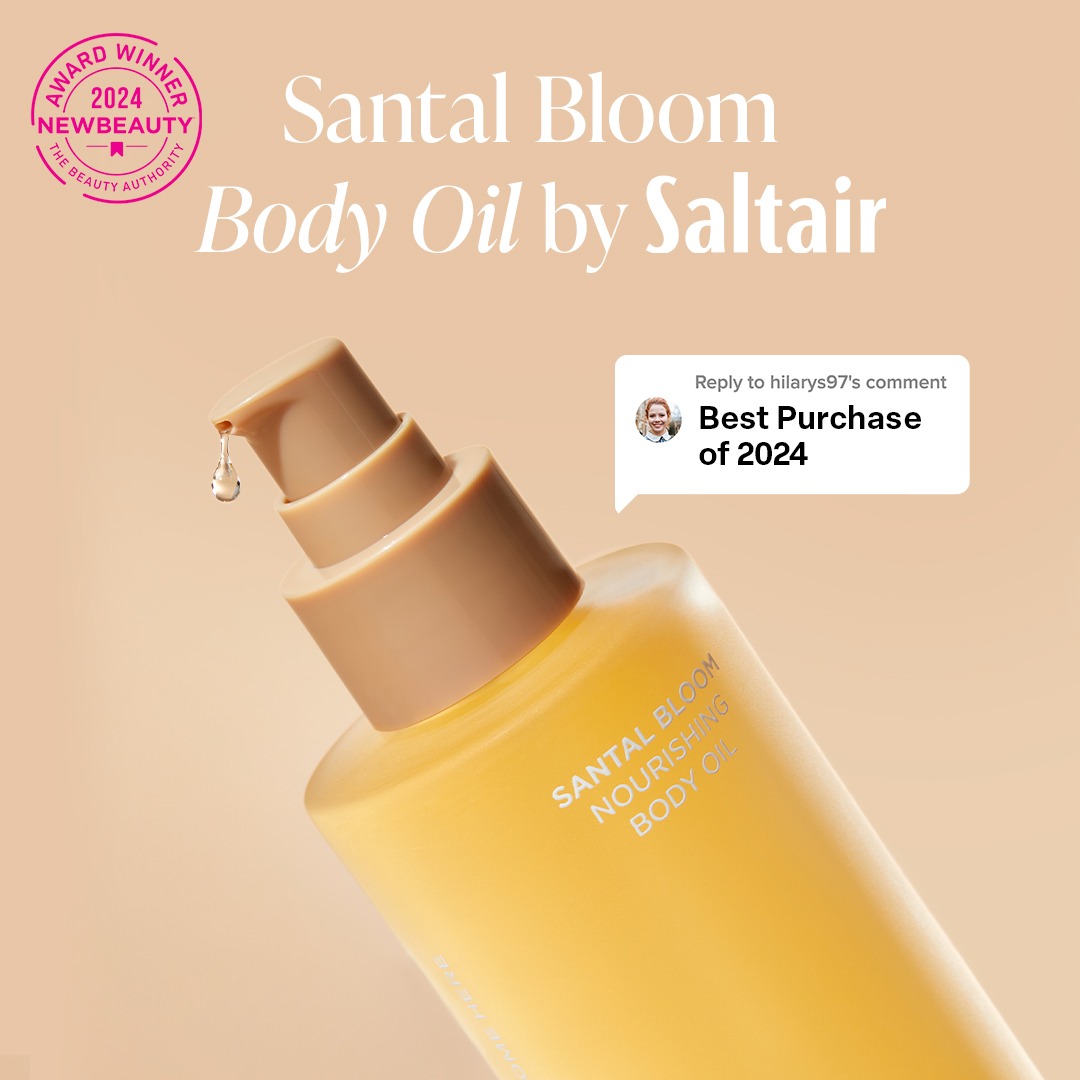 AWARD WINNER
2024
NEWBEAUTY
THE BEAUTY AUTHORITY
Santal Bloom
Body Oil by Saltair
Reply to hilarys97's comment
Best Purchase
of 2024
SANTAL BLOOM
NOURISHING
BODY OIL
HERE